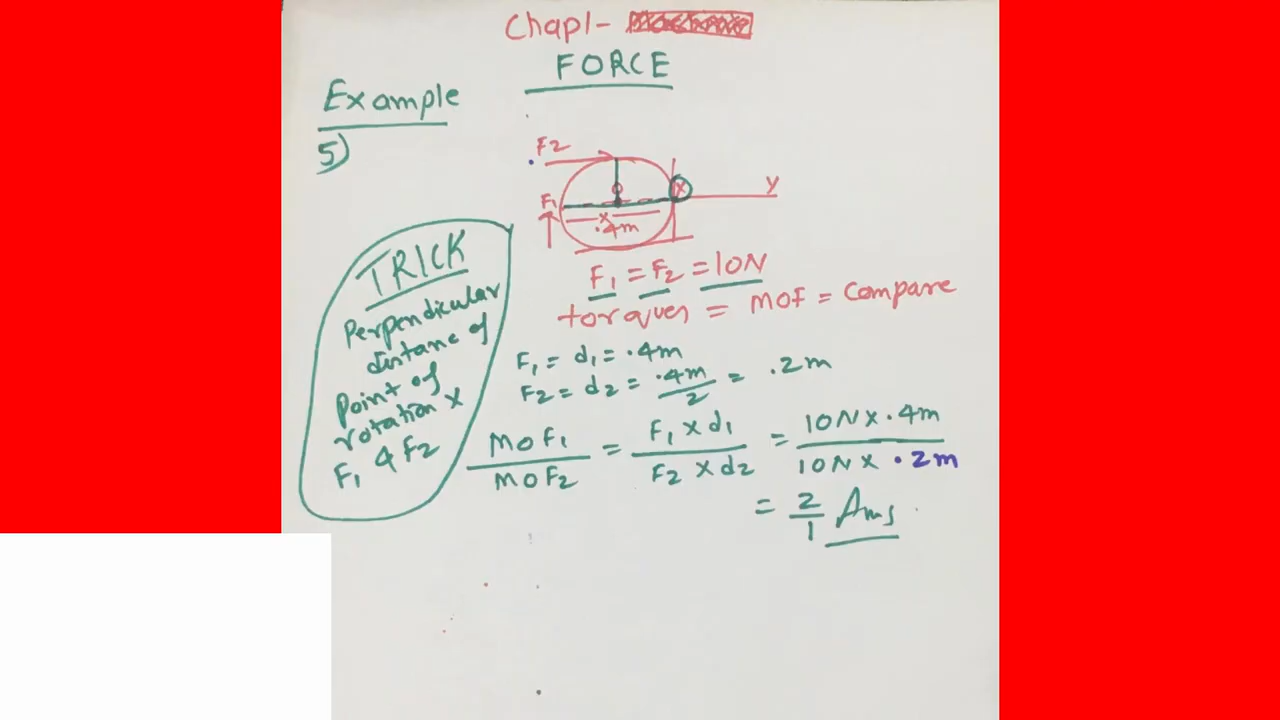 Chap1-
FORCE
Example
5)
F2
F1
O
X
Y
x
.4m
F1 = F2 = 10N
torques = MOF = Compare
TRICK
Perpendicular
distance of
point of
rotation X
F1 & F2
F1 = d1 = .4m
F2 = d2 = .4m/2 = .2m
MOF1/MOF2 = F1 x d1/F2 x d2 = 10N x .4m/10N x .2m
= 2/1 Ans